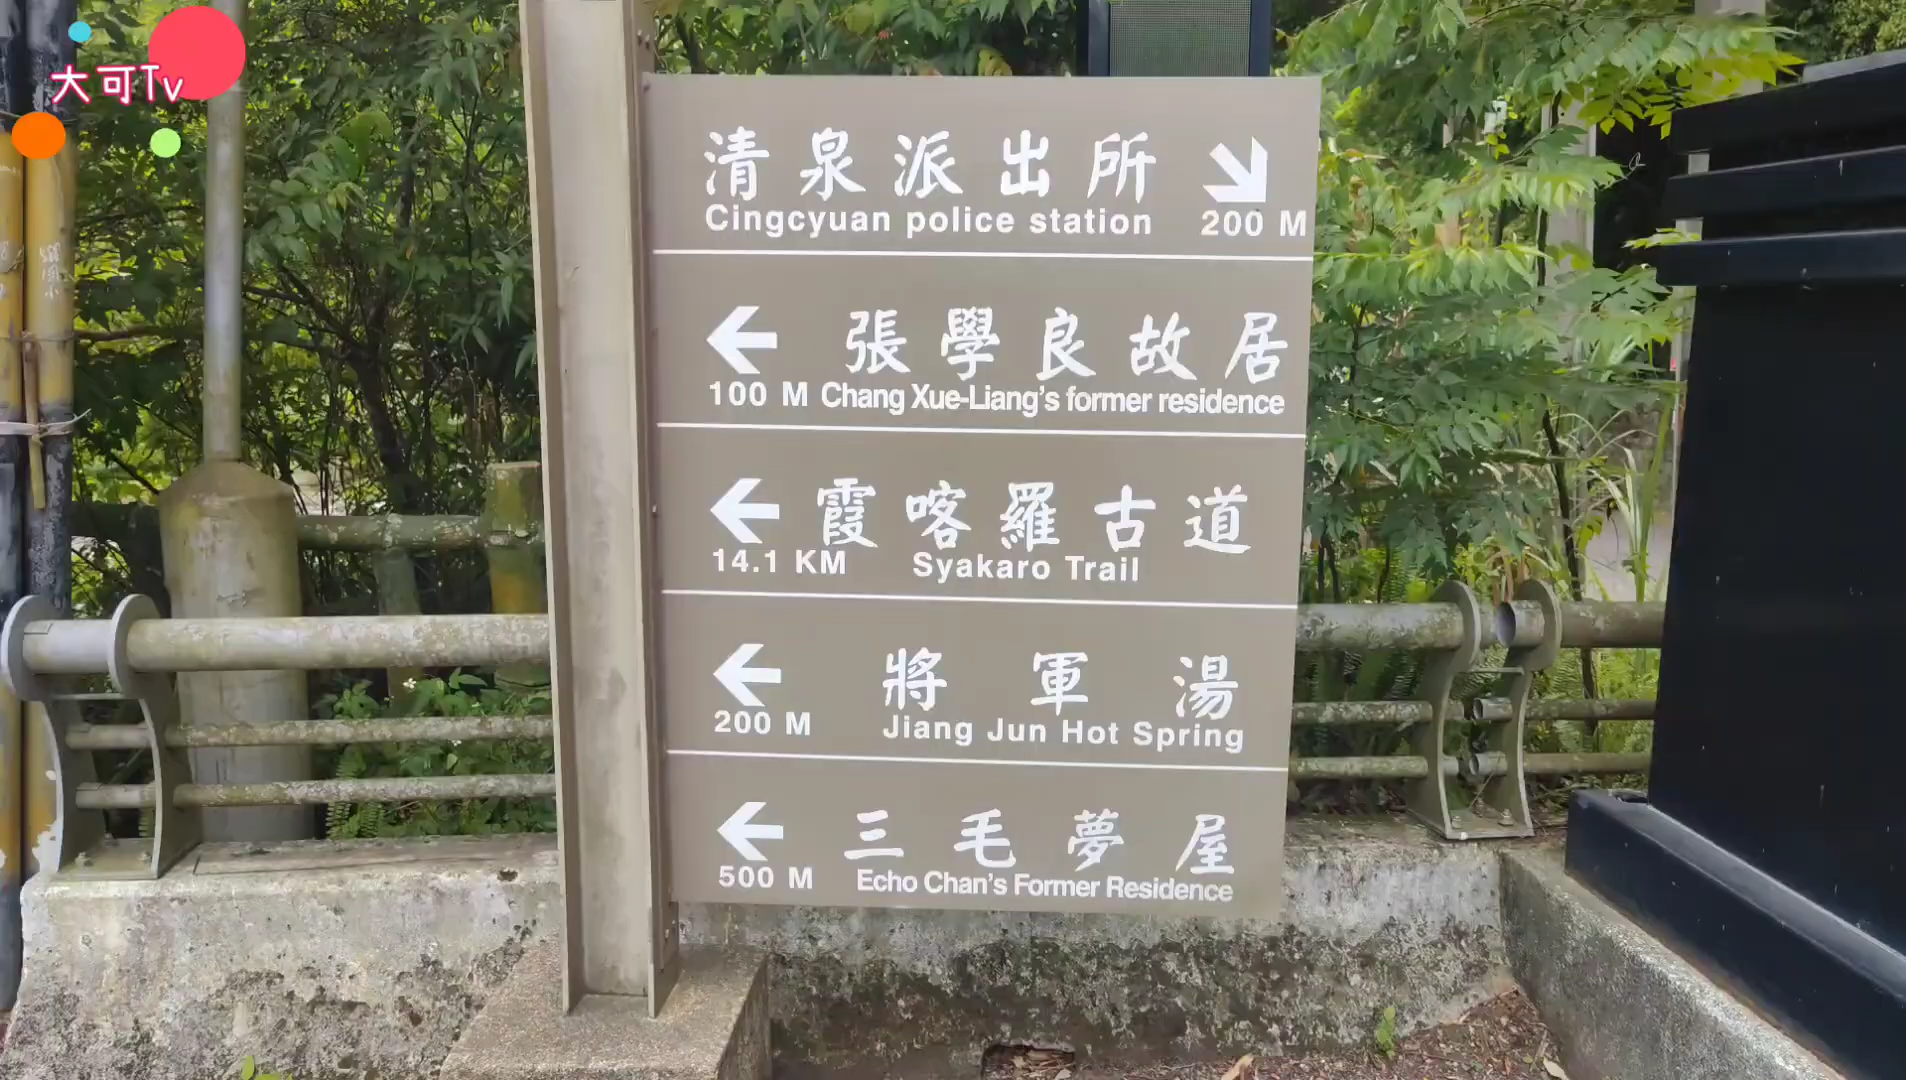 大可Tv
清泉派出所
Cingcyuan police station 200 M
張學良故居
100 M Chang Xue-Liang's former residence
霞喀羅古道
14.1 KM Syakaro Trail
將軍湯
200 M Jiang Jun Hot Spring
三毛夢屋
500 M Echo Chan's Former Residence